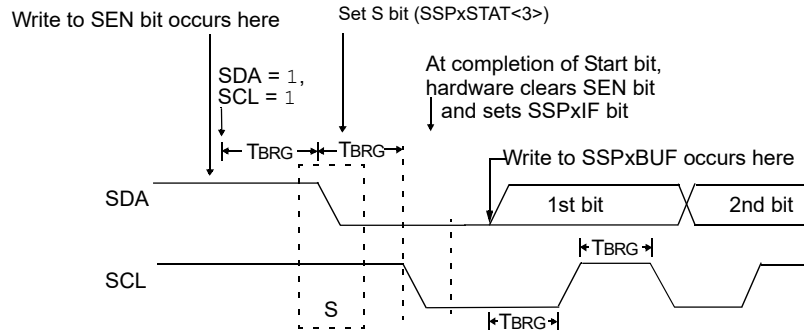 Write to SEN bit occurs here
Set S bit (SSPxSTAT<3>)
SDA = 1,
SCL = 1
At completion of Start bit,
hardware clears SEN bit
and sets SSPxIF bit
TBRG
TBRG
Write to SSPxBUF occurs here
SDA
1st bit
2nd bit
TBRG
SCL
S
TBRG